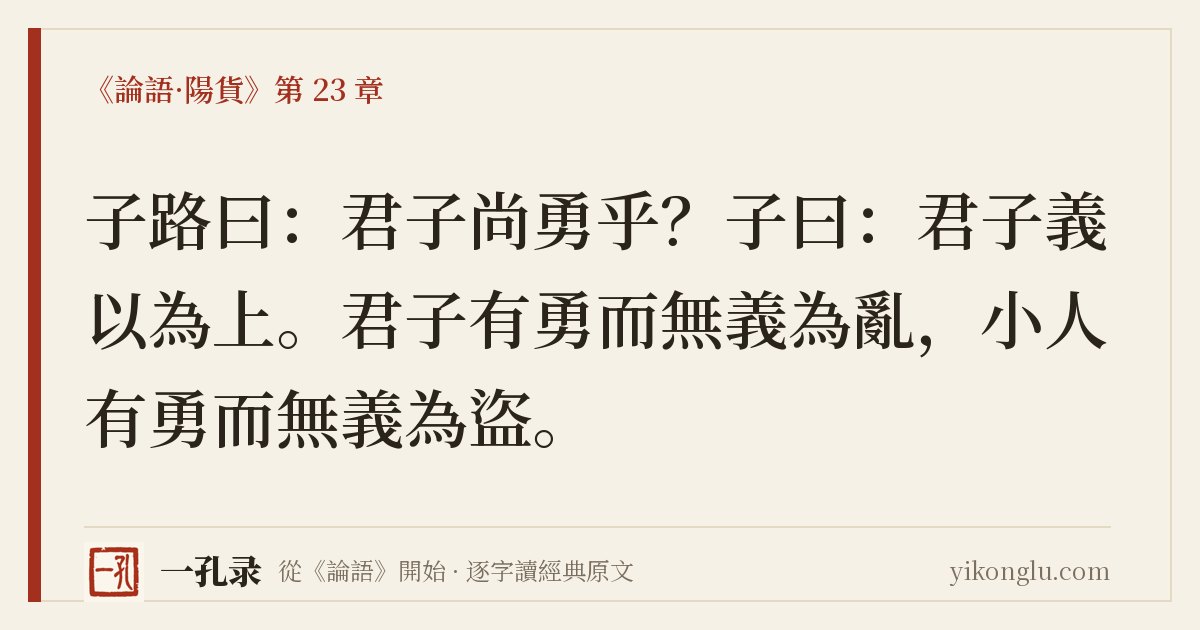 《論語·陽貨》第 23 章
子路曰：君子尚勇乎？子曰：君子義
以為上。君子有勇而無義為亂，小人
有勇而無義為盜。
一孔
一孔录 從《論語》開始 · 逐字讀經典原文
yikonglu.com